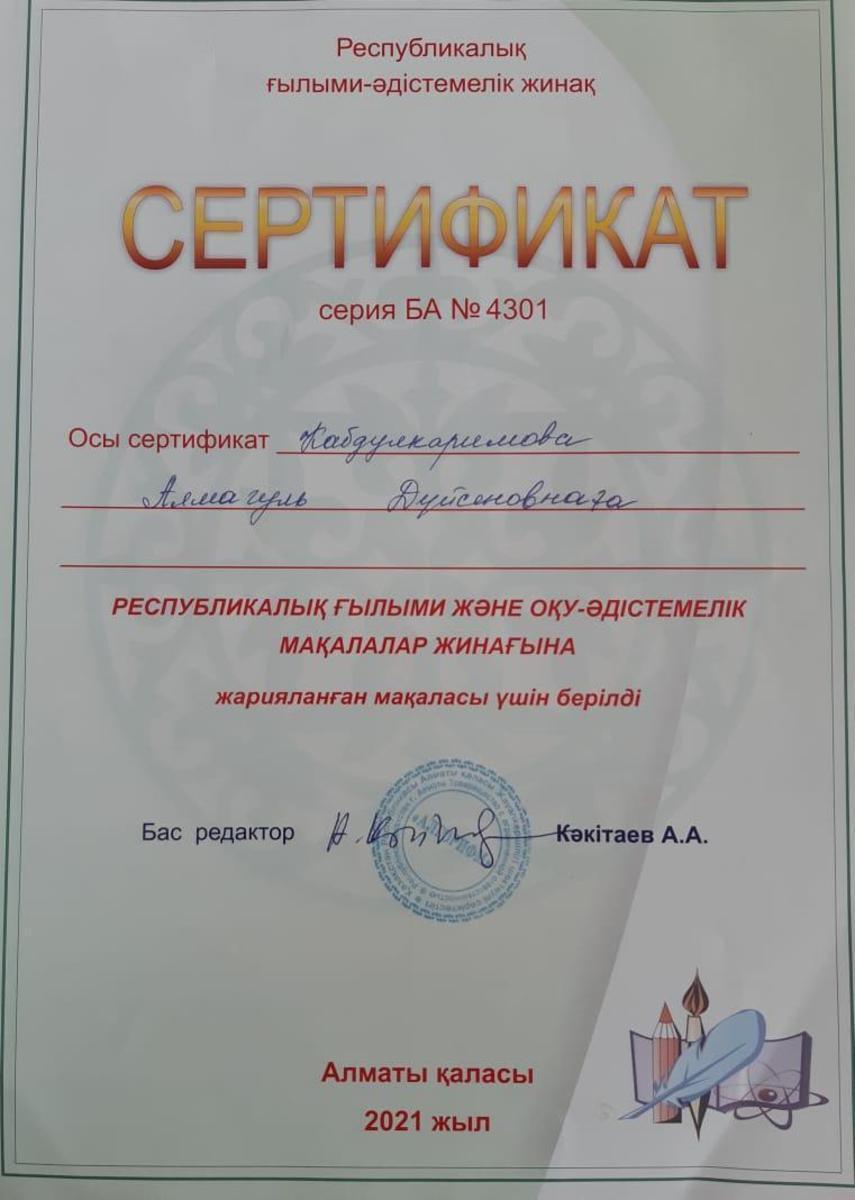 Республикалық
ғылыми-әдістемелік жинақ
СЕРТИФИКАТ
серия БА № 4301
Осы сертификат Кабдулкаримова
Алмагуль Дуйсеновнаға
РЕСПУБЛИКАЛЫҚ ҒЫЛЫМИ ЖӘНЕ ОҚУ-ӘДІСТЕМЕЛІК
МАҚАЛАЛАР ЖИНАҒЫНА
жарияланған мақаласы үшін берілді
Бас редактор Кәкітаев А.А.
Алматы қаласы
2021 жыл